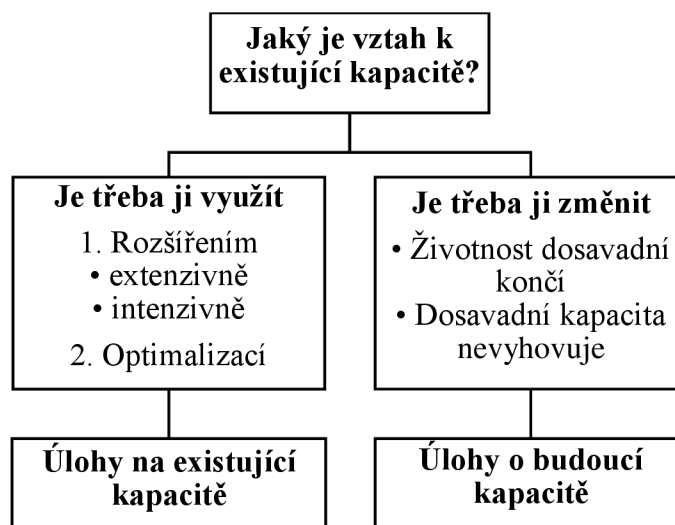 Jaký je vztah k
existující kapacitě?
Je třeba ji využít
1. Rozšířením
• extenzivně
• intenzivně
2. Optimalizací
Je třeba ji změnit
• Životnost dosavadní
končí
• Dosavadní kapacita
nevyhovuje
Úlohy na existující
kapacitě
Úlohy o budoucí
kapacitě